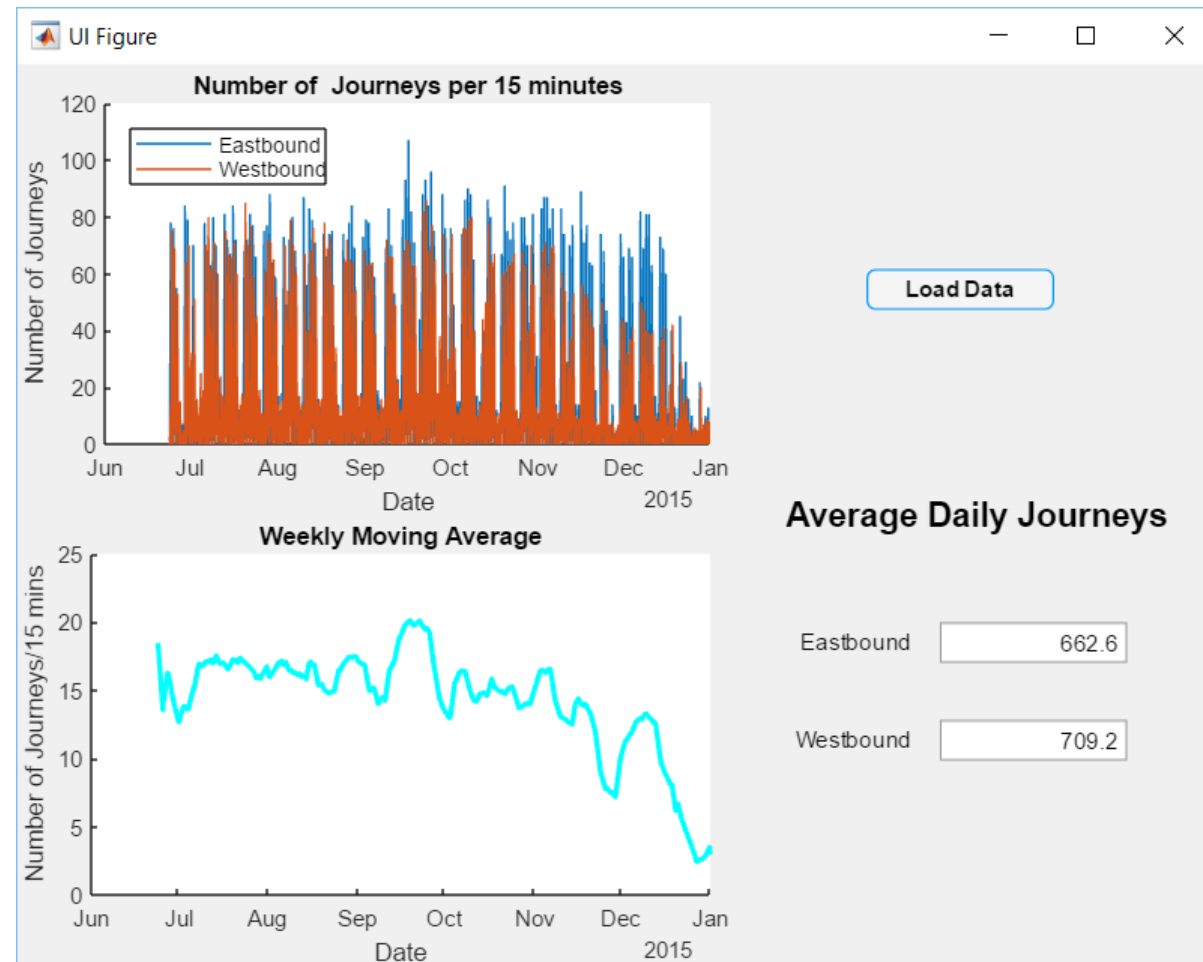 UI Figure
Number of  Journeys per 15 minutes
120
100
80
60
40
20
0
Number of Journeys
Eastbound
Westbound
Jun Jul Aug Sep Oct Nov Dec Jan
Date
2015
Load Data
Weekly Moving Average
25
20
15
10
5
0
Number of Journeys/15 mins
Jun Jul Aug Sep Oct Nov Dec Jan
Date
2015
Average Daily Journeys
Eastbound 662.6
Westbound 709.2